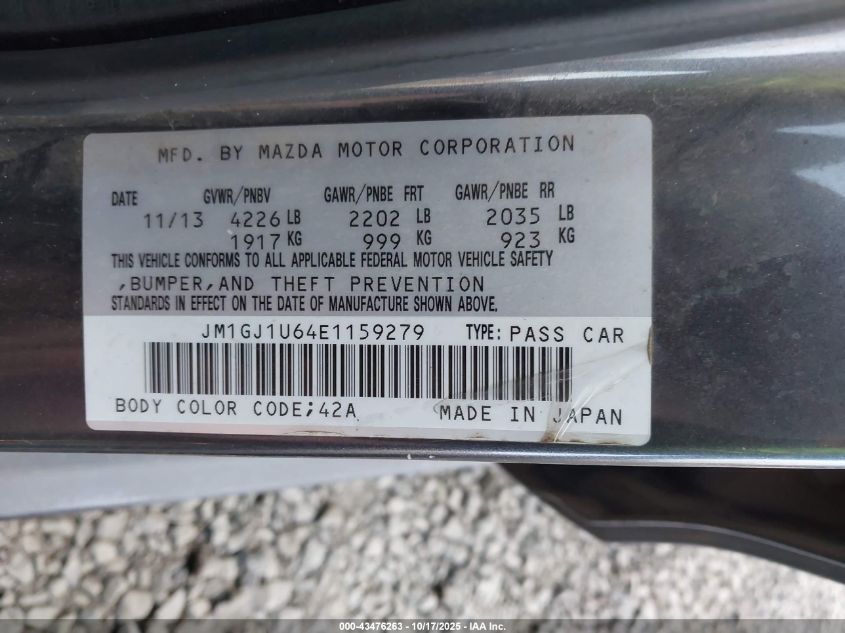 MFD. BY MAZDA MOTOR CORPORATION
DATE GVWR/PNBV GAWR/PNBE FRT GAWR/PNBE RR
11/13 4226 LB 2202 LB 2035 LB
1917 KG 999 KG 923 KG
THIS VEHICLE CONFORMS TO ALL APPLICABLE FEDERAL MOTOR VEHICLE SAFETY
,BUMPER,AND THEFT PREVENTION
STANDARDS IN EFFECT ON THE DATE OF MANUFACTURE SHOWN ABOVE.
JM1GJ1U64E1159279 TYPE: PASS CAR
BODY COLOR CODE;42A MADE IN JAPAN
000-43476263 | 10/17/2025 | IAA Inc.